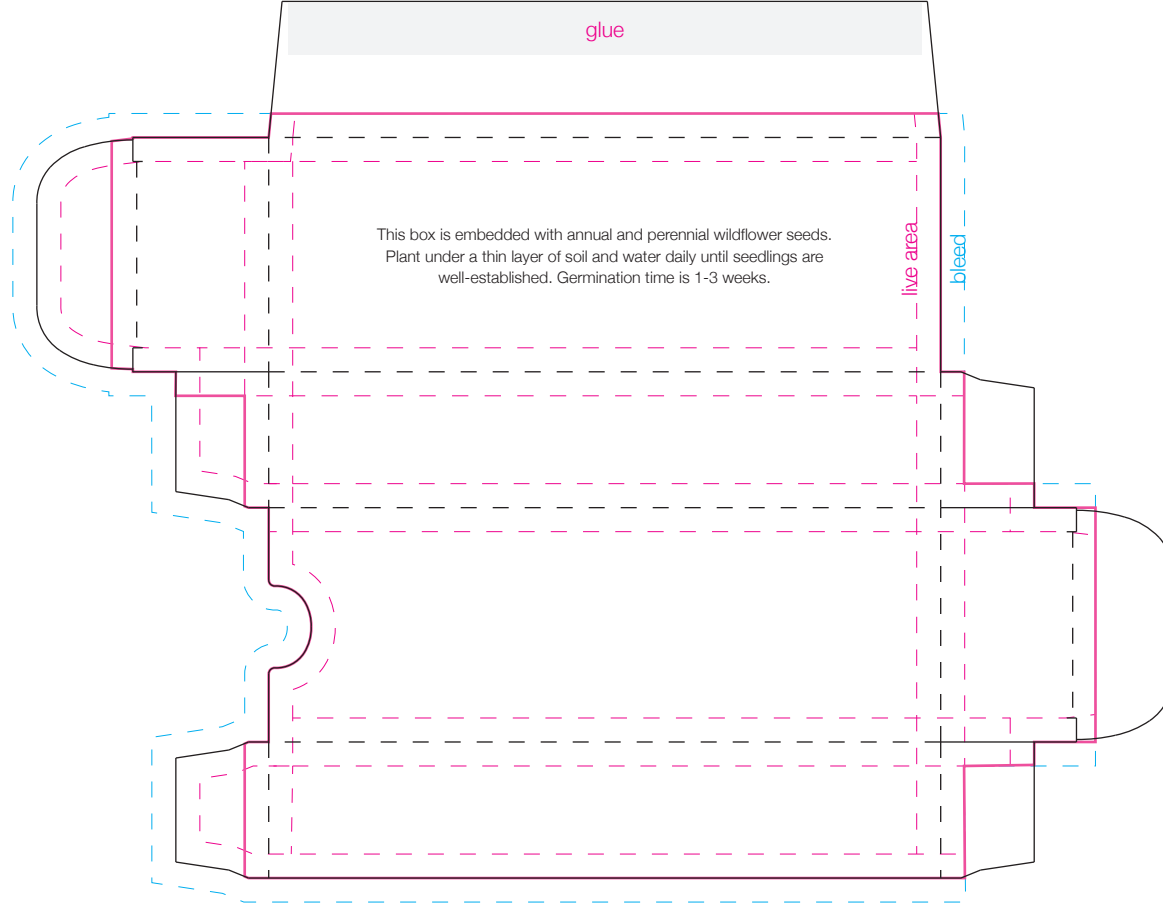 glue
This box is embedded with annual and perennial wildflower seeds.
Plant under a thin layer of soil and water daily until seedlings are
well-established. Germination time is 1-3 weeks.
live area
bleed